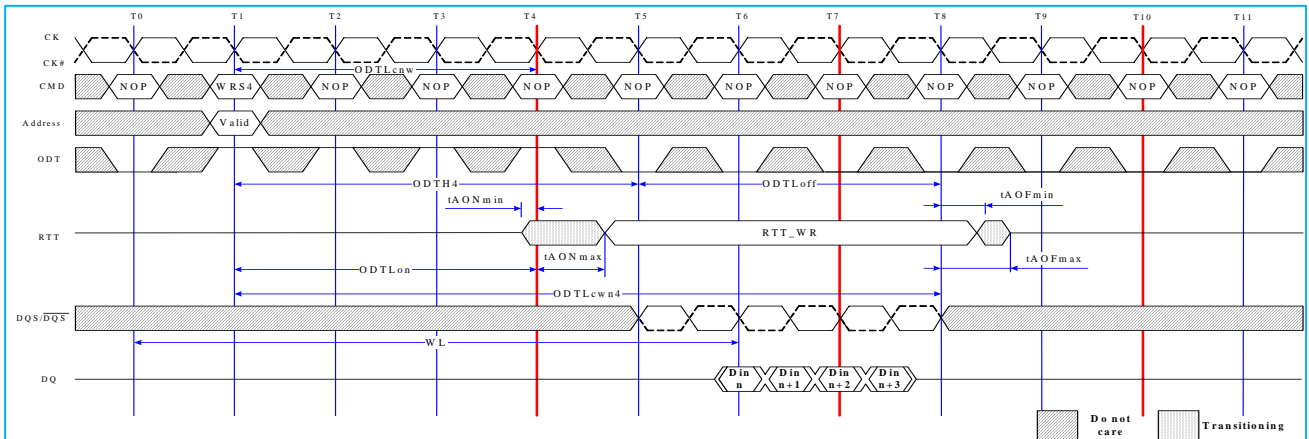 T0 T1 T2 T3 T4 T5 T6 T7 T8 T9 T10 T11
CK
CK#
ODTLcnw
CMD NOP WRS4 NOP NOP NOP NOP NOP NOP NOP NOP NOP NOP
Address Valid
ODT
ODTH4 ODTLoff
tAONmin tAOFmin
RTT RTT_WR
tAONmax tAOFmax
ODTLon
ODTLcwn4
DQS/DQS
WL
DQ Din n Din n+1 Din n+2 Din n+3
Do not care Transitioning